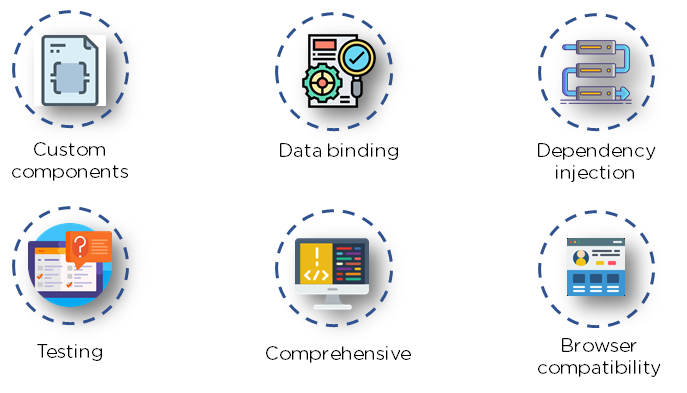 Custom
components
Data binding
Dependency
injection
Testing
Comprehensive
Browser
compatibility